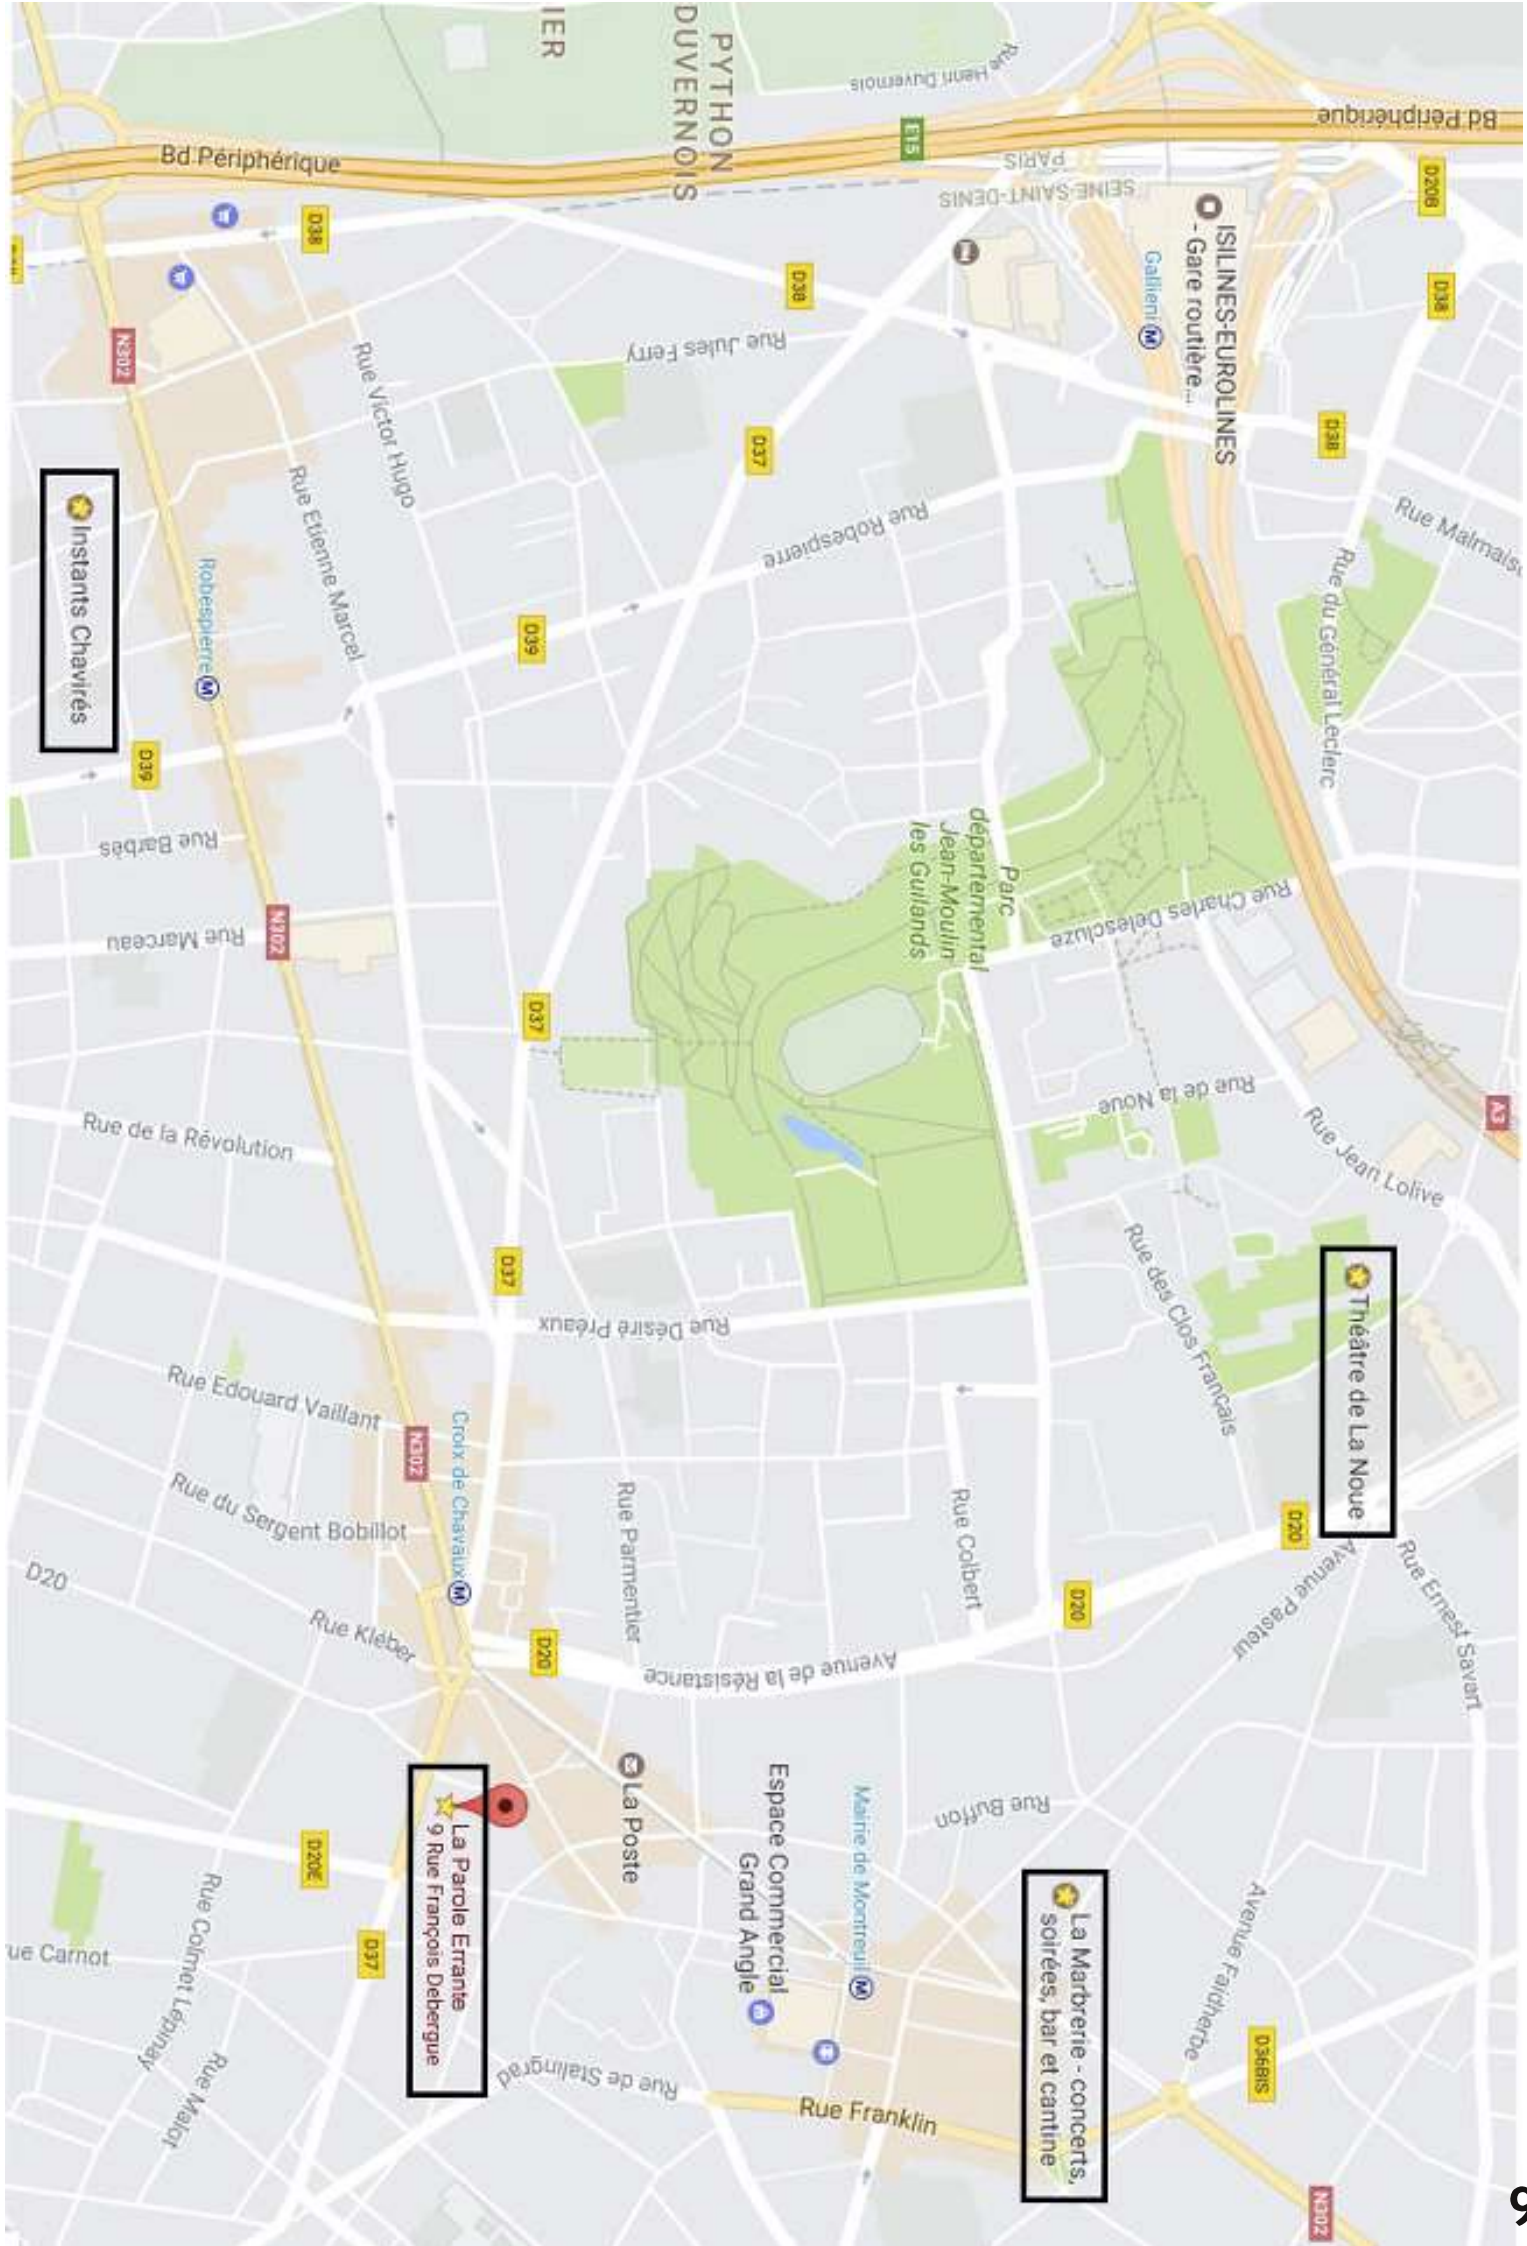 PYTHON
DUVERNOIS
IER
Rue Henri Duvernois
Bd Périphérique
Bd Périphérique
E15
PARIS
SEINE-SAINT-DENIS
D20B
D38
D38
D38
D38
ISILINES-EUROLINES
- Gare routière...
Gallieni
M
N302
Rue Victor Hugo
Rue Jules Ferry
D37
Rue Etienne Marcel
Rue Robespierre
Rue du Général Leclerc
Instants Chavirés
Robespierre
M
D39
D39
Rue Barbès
Rue Marceau
N302
Parc
départemental
Jean-Moulin
les Guilands
Rue Charles Delescluze
D37
Rue de la Noue
A3
Rue Jean Lolive
Rue de la Révolution
D37
Rue Désiré Préaux
Rue des Clos Français
Théâtre de La Noue
Rue Edouard Vaillant
N302
Croix de Chavaux
M
Rue du Sergent Bobillot
Rue Parmentier
Rue Colbert
D20
D20
D20
D20
Avenue Pasteur
Rue Ernest Savart
Rue Kléber
Avenue de la Résistance
La Poste
Espace Commercial
Grand Angle
Mairie de Montreuil
M
Rue Buffon
La Marbrerie - concerts,
soirées, bar et cantine
Avenue Faidherbe
D36BIS
La Parole Errante
9 Rue François Debergue
D20E
D37
Rue Colmet Lépinay
ue Carnot
Rue Malot
Rue de Stalingrad
Rue Franklin
N302